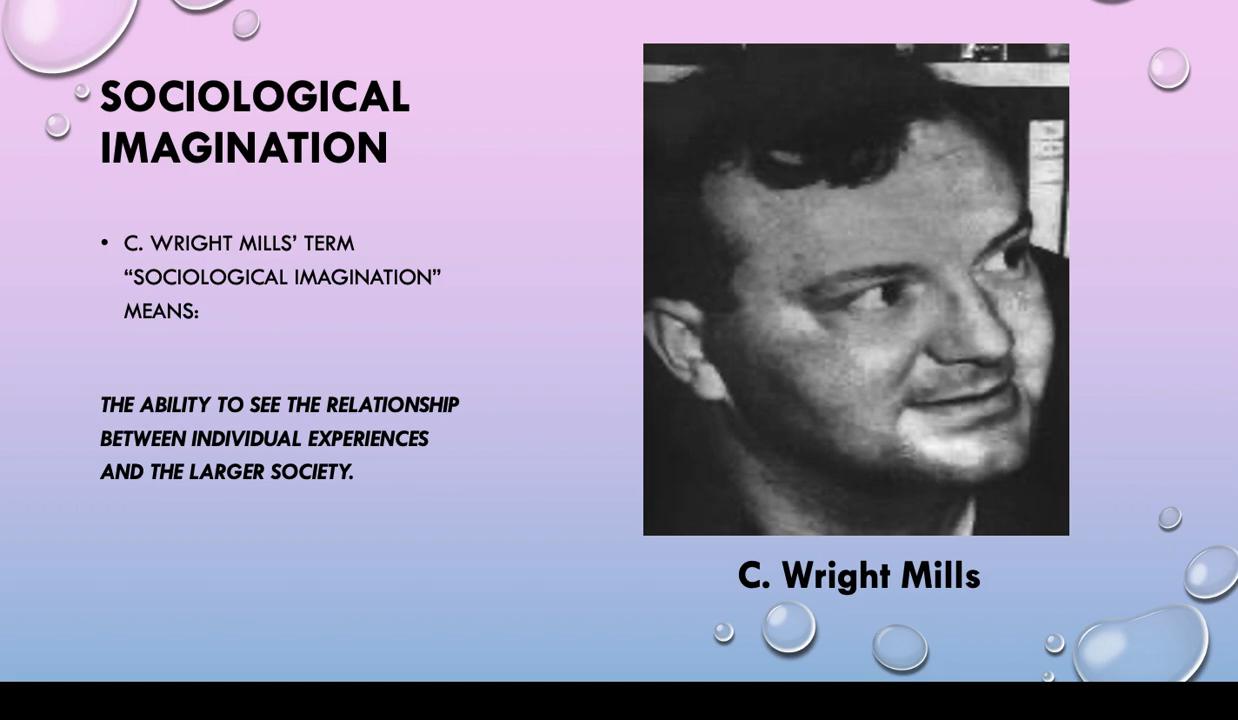 SOCIOLOGICAL
IMAGINATION
• C. WRIGHT MILLS’ TERM
“SOCIOLOGICAL IMAGINATION”
MEANS:
THE ABILITY TO SEE THE RELATIONSHIP
BETWEEN INDIVIDUAL EXPERIENCES
AND THE LARGER SOCIETY.
C. Wright Mills